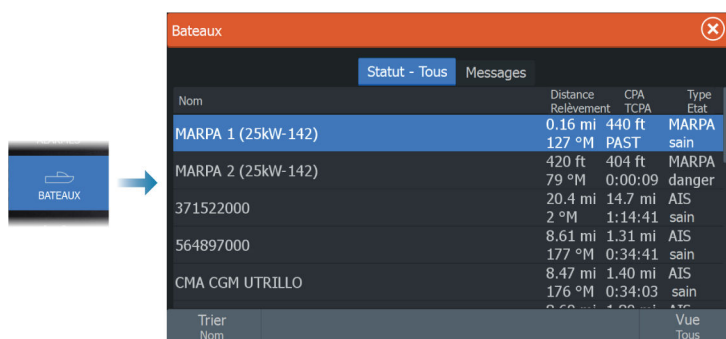 Bateaux
Statut - Tous Messages
Nom Distance CPA Type
Relèvement TCPA Etat
MARPA 1 (25kW-142) 0.16 mi 440 ft MARPA
127 °M PAST sain
MARPA 2 (25kW-142) 420 ft 404 ft MARPA
79 °M 0:00:09 danger
371522000 20.4 mi 14.7 mi AIS
2 °M 1:14:41 sain
564897000 8.61 mi 1.31 mi AIS
177 °M 0:34:41 sain
CMA CGM UTRILLO 8.47 mi 1.40 mi AIS
176 °M 0:34:03 sain
Trier Vue
Nom Tous
BATEAUX